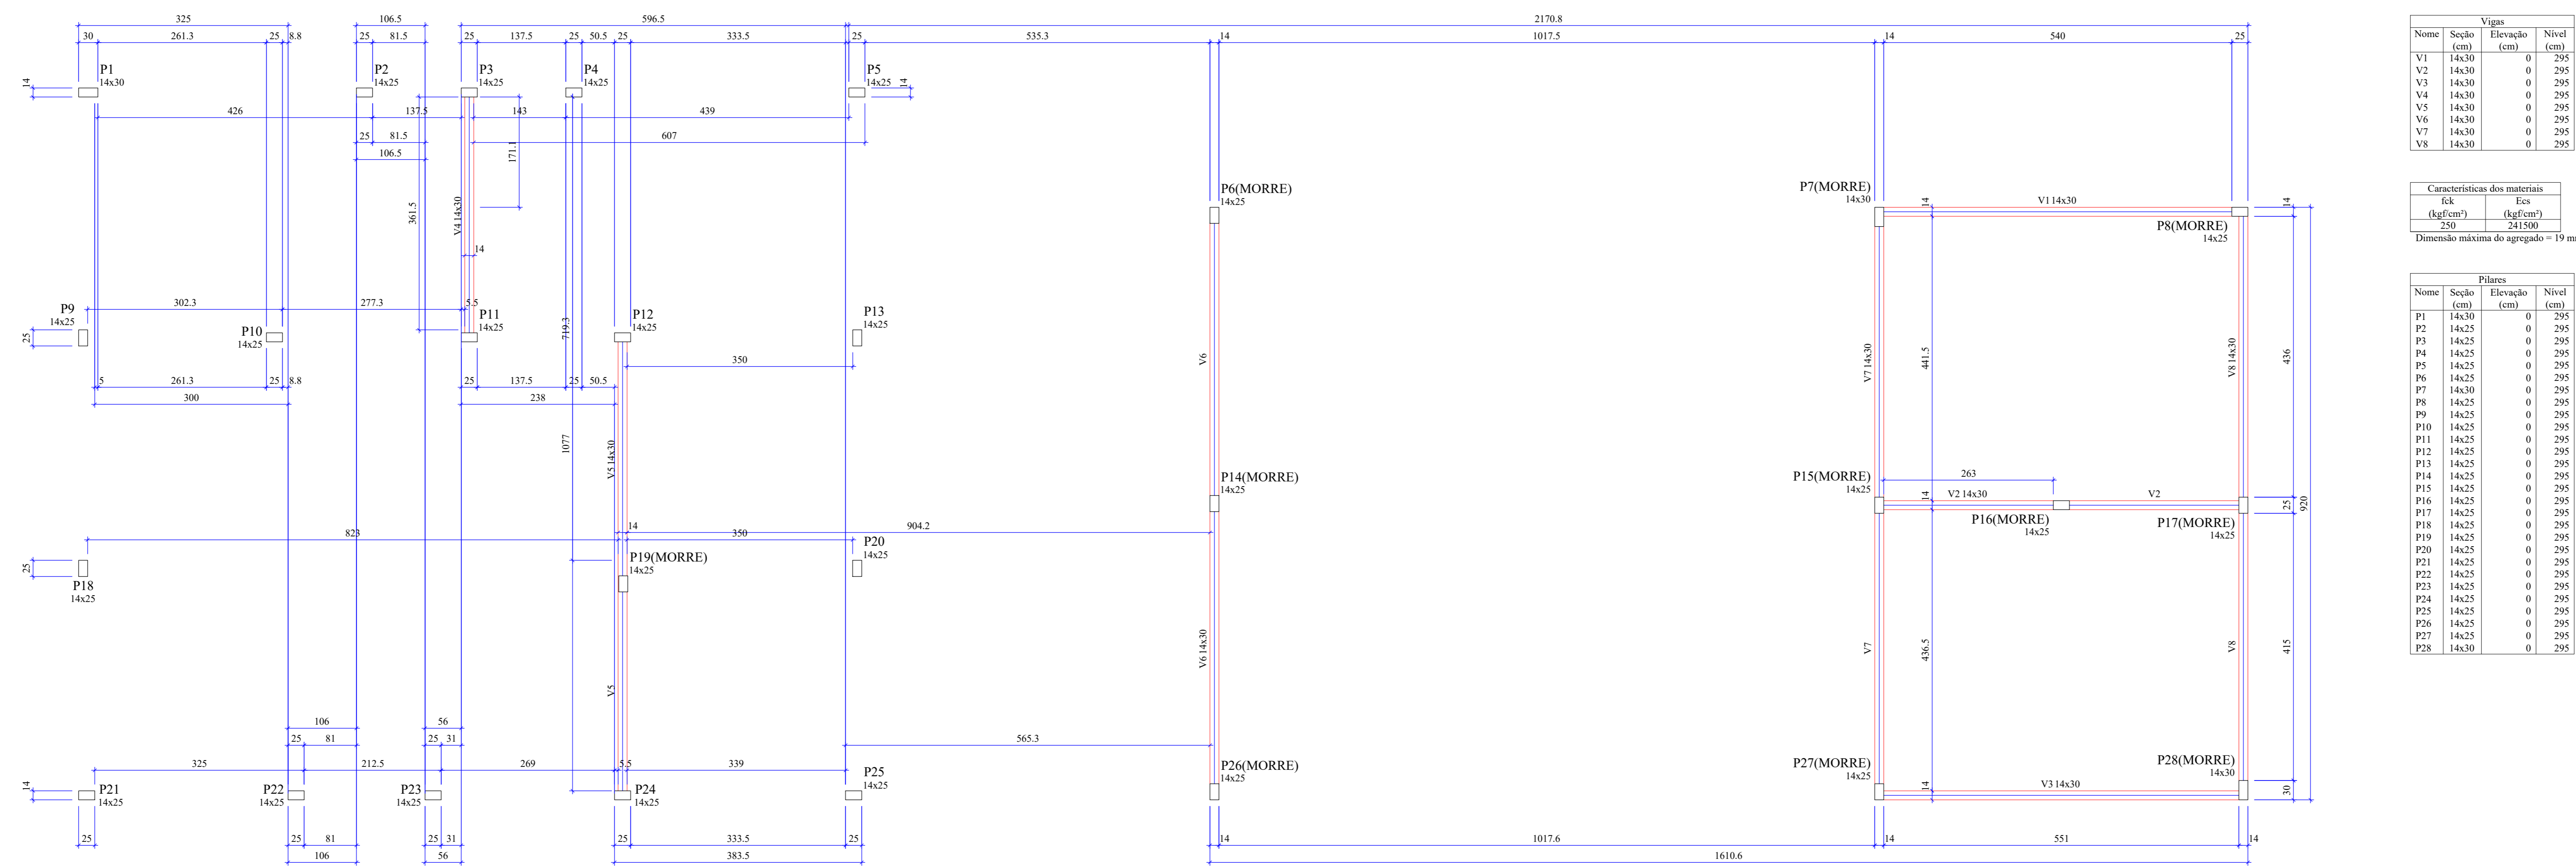 325
106.5
596.5
2170.8
30
261.3
25
8.8
25
81.5
25
137.5
25
50.5
25
333.5
25
535.3
14
1017.5
14
540
25
P1
14x30
P2
14x25
P3
14x25
P4
14x25
P5
14x25
14
14
426
137.5
143
439
25
81.5
607
106.5
171.1
361.5
V4 14x30
14
P6(MORRE)
14x25
P7(MORRE)
14x30
14
V1 14x30
14
P8(MORRE)
14x25
302.3
277.3
5.5
P9
14x25
25
P10
14x25
P11
14x25
719.3
P12
14x25
P13
14x25
350
V6
V7 14x30
441.5
V8 14x30
436
5
261.3
25
8.8
25
137.5
25
50.5
300
238
1077
V5 14x30
P14(MORRE)
14x25
P15(MORRE)
14x25
263
14
V2 14x30
V2
25
920
P16(MORRE)
14x25
P17(MORRE)
14x25
14
904.2
823
350
P18
14x25
25
P19(MORRE)
14x25
P20
14x25
V6 14x30
V7
436.5
V8
415
V5
106
56
25
81
25
31
565.3
325
212.5
269
5.5
339
14
P21
14x25
P22
14x25
P23
14x25
P24
14x25
P25
14x25
P26(MORRE)
14x25
P27(MORRE)
14x25
14
V3 14x30
P28(MORRE)
14x30
30
25
25
81
25
31
25
333.5
25
14
1017.6
14
551
14
106
56
383.5
1610.6
Vigas
Nome Seção Elevação Nível
(cm) (cm) (cm)
V1 14x30 0 295
V2 14x30 0 295
V3 14x30 0 295
V4 14x30 0 295
V5 14x30 0 295
V6 14x30 0 295
V7 14x30 0 295
V8 14x30 0 295
Características dos materiais
fck Ecs
(kgf/cm²) (kgf/cm²)
250 241500
Dimensão máxima do agregado = 19 m
Pilares
Nome Seção Elevação Nível
(cm) (cm) (cm)
P1 14x30 0 295
P2 14x25 0 295
P3 14x25 0 295
P4 14x25 0 295
P5 14x25 0 295
P6 14x25 0 295
P7 14x30 0 295
P8 14x25 0 295
P9 14x25 0 295
P10 14x25 0 295
P11 14x25 0 295
P12 14x25 0 295
P13 14x25 0 295
P14 14x25 0 295
P15 14x25 0 295
P16 14x25 0 295
P17 14x25 0 295
P18 14x25 0 295
P19 14x25 0 295
P20 14x25 0 295
P21 14x25 0 295
P22 14x25 0 295
P23 14x25 0 295
P24 14x25 0 295
P25 14x25 0 295
P26 14x25 0 295
P27 14x25 0 295
P28 14x30 0 295